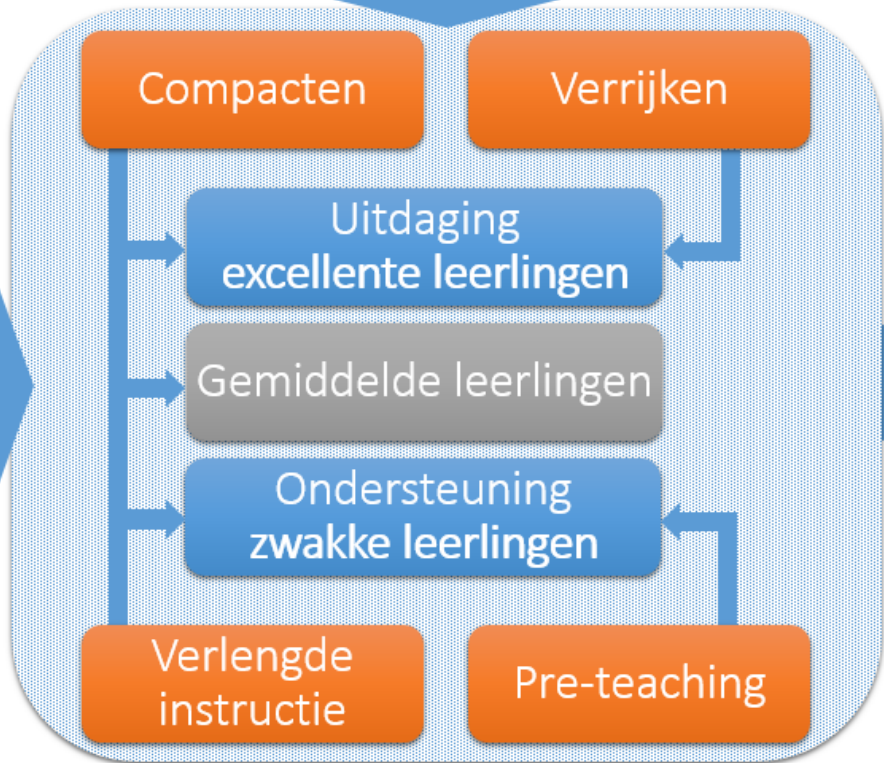 Compacten
Verrijken
Uitdaging
excellente leerlingen
Gemiddelde leerlingen
Ondersteuning
zwakke leerlingen
Verlengde
instructie
Pre-teaching